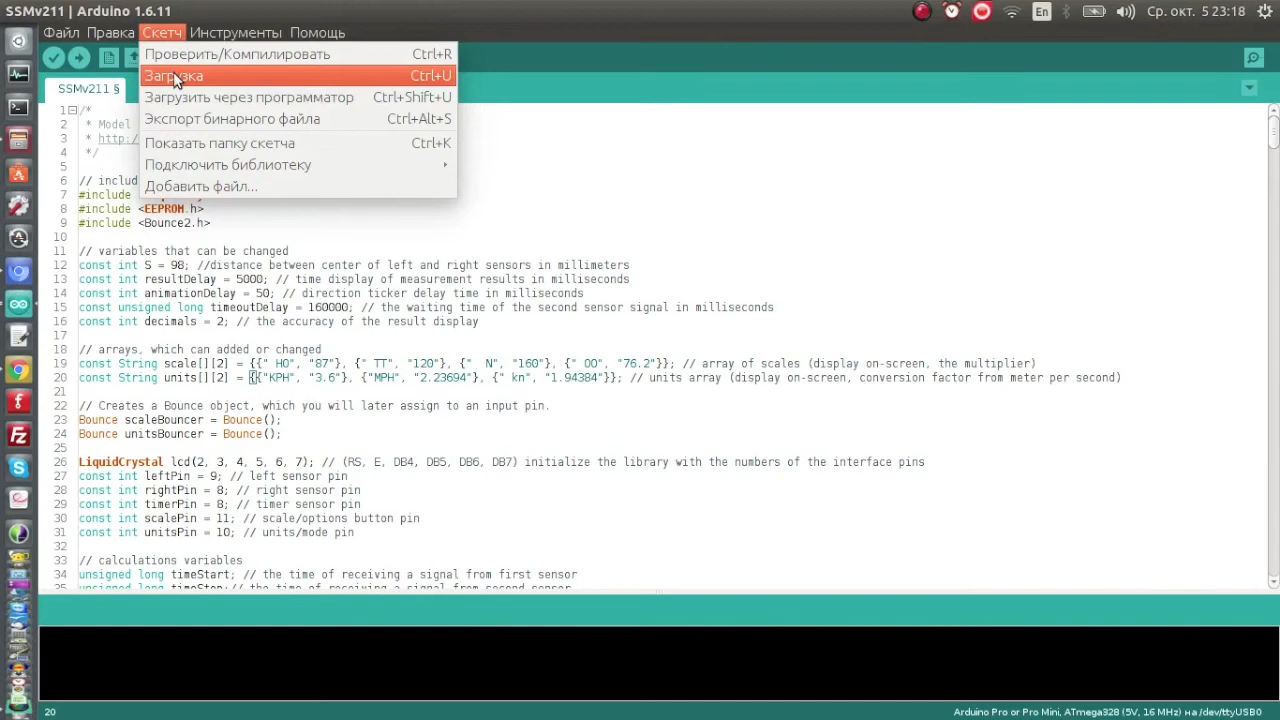 SSMv211 | Arduino 1.6.11
En
Ср. окт. 5 23:18
Файл Правка Скетч Инструменты Помощь
Проверить/Компилировать Ctrl+R
Загрузка Ctrl+U
Загрузить через программатор Ctrl+Shift+U
Экспорт бинарного файла Ctrl+Alt+S
Показать папку скетча Ctrl+K
Подключить библиотеку
Добавить файл...
SSMv211 §
1 /*
2 * Model
3 * http:/
4 */
5
6 // includ
7 #include
8 #include <EEPROM.h>
9 #include <Bounce2.h>
10
11 // variables that can be changed
12 const int S = 98; //distance between center of left and right sensors in millimeters
13 const int resultDelay = 5000; // time display of measurement results in milliseconds
14 const int animationDelay = 50; // direction ticker delay time in milliseconds
15 const unsigned long timeoutDelay = 160000; // the waiting time of the second sensor signal in milliseconds
16 const int decimals = 2; // the accuracy of the result display
17
18 // arrays, which can added or changed
19 const String scale[][2] = {{" HO", "87"}, {" TT", "120"}, {"  N", "160"}, {" OO", "76.2"}}; // array of scales (display on-screen, the multiplier)
20 const String units[][2] = {{"KPH", "3.6"}, {"MPH", "2.23694"}, {" kn", "1.94384"}}; // units array (display on-screen, conversion factor from meter per second)
21
22 // Creates a Bounce object, which you will later assign to an input pin.
23 Bounce scaleBouncer = Bounce();
24 Bounce unitsBouncer = Bounce();
25
26 LiquidCrystal lcd(2, 3, 4, 5, 6, 7); // (RS, E, DB4, DB5, DB6, DB7) initialize the library with the numbers of the interface pins
27 const int leftPin = 9; // left sensor pin
28 const int rightPin = 8; // right sensor pin
29 const int timerPin = 8; // timer sensor pin
30 const int scalePin = 11; // scale/options button pin
31 const int unitsPin = 10; // units/mode pin
32
33 // calculations variables
34 unsigned long timeStart; // the time of receiving a signal from first sensor
35 unsigned long timeStop; // the time of receiving a signal from second sensor
20
Arduino Pro or Pro Mini, ATmega328 (5V, 16 MHz) на /dev/ttyUSB0